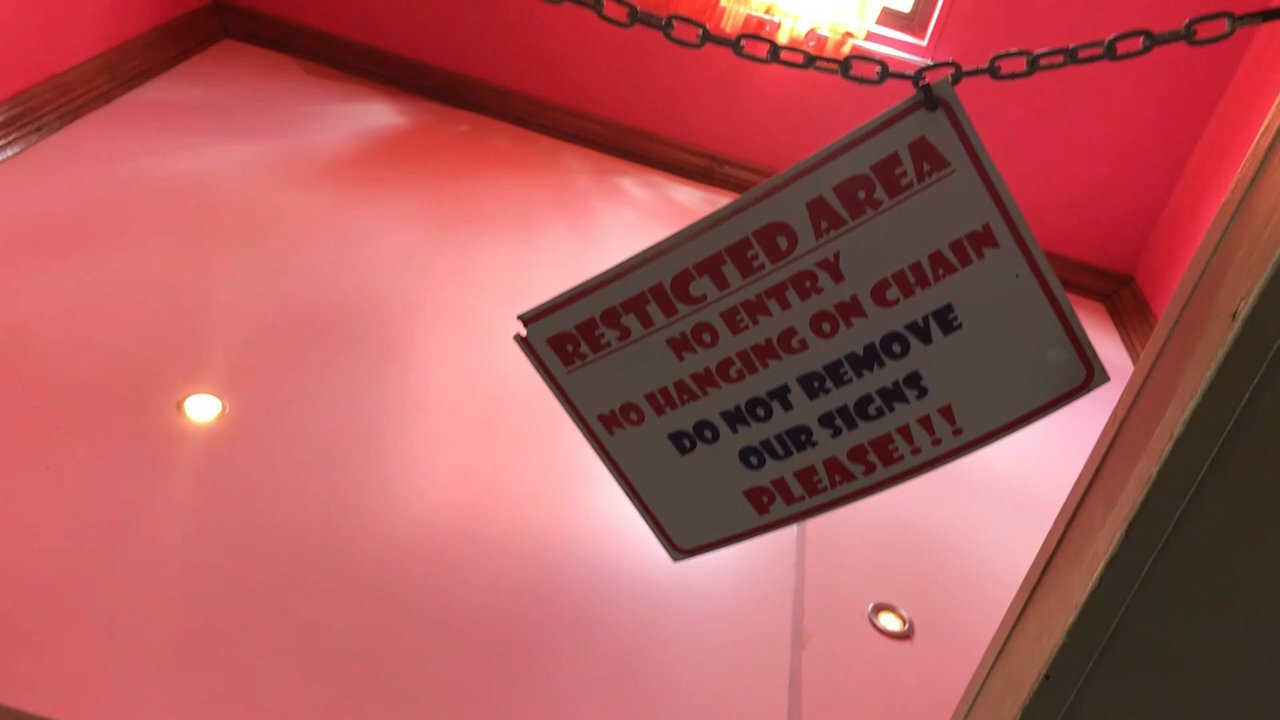 RESTICTED AREA
NO ENTRY
NO HANGING ON CHAIN
DO NOT REMOVE
OUR SIGNS
PLEASE!!!